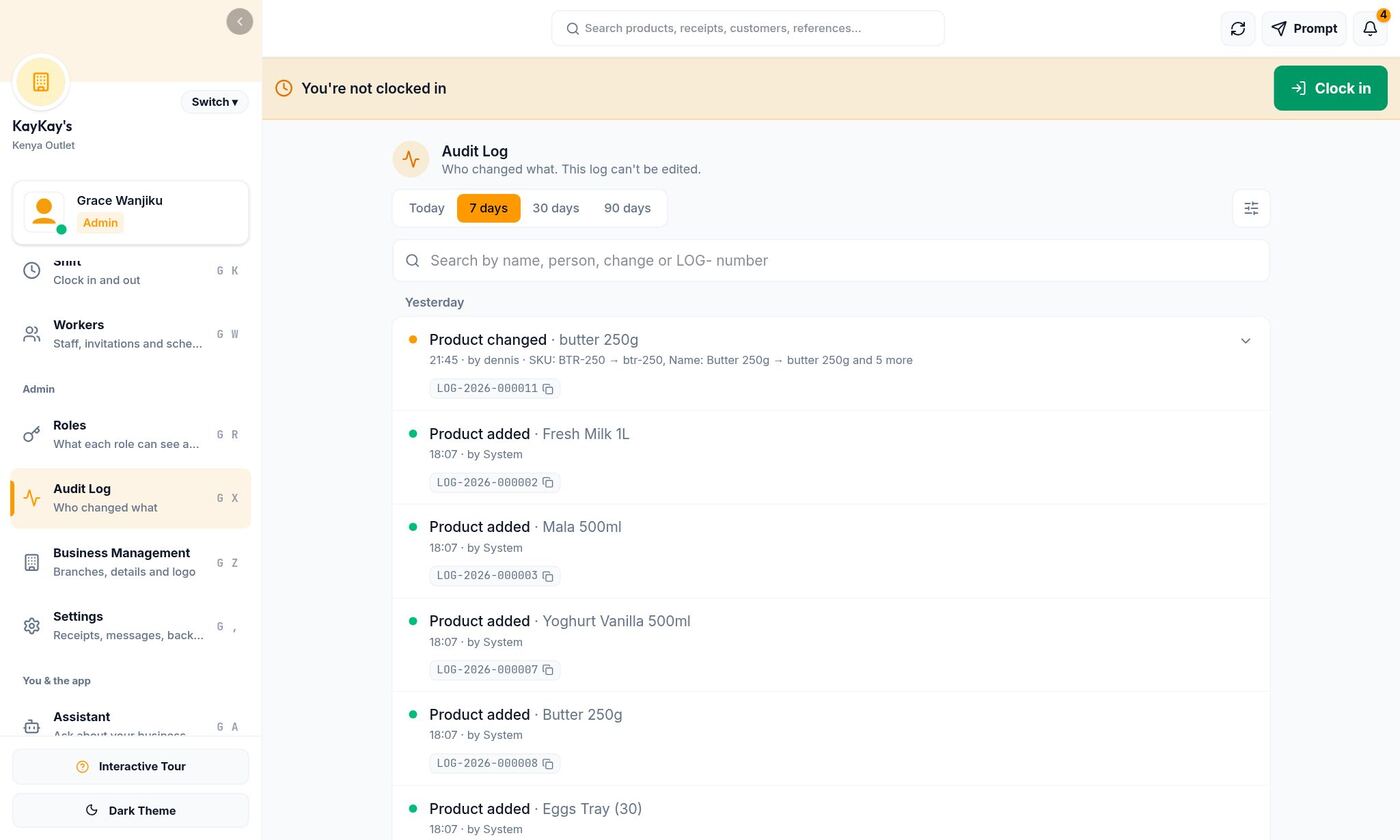 Search products, receipts, customers, references...
Prompt
4
You're not clocked in
Clock in
Switch ▾
KayKay's
Kenya Outlet
Grace Wanjiku
Admin
Shift
Clock in and out
G K
Workers
Staff, invitations and sche...
G W
Admin
Roles
What each role can see a...
G R
Audit Log
Who changed what
G X
Business Management
Branches, details and logo
G Z
Settings
Receipts, messages, back...
G ,
You & the app
Assistant
Ask about your business
G A
Interactive Tour
Dark Theme
Audit Log
Who changed what. This log can't be edited.
Today 7 days 30 days 90 days
Search by name, person, change or LOG- number
Yesterday
Product changed · butter 250g
21:45 · by dennis · SKU: BTR-250 → btr-250, Name: Butter 250g → butter 250g and 5 more
LOG-2026-000011
Product added · Fresh Milk 1L
18:07 · by System
LOG-2026-000002
Product added · Mala 500ml
18:07 · by System
LOG-2026-000003
Product added · Yoghurt Vanilla 500ml
18:07 · by System
LOG-2026-000007
Product added · Butter 250g
18:07 · by System
LOG-2026-000008
Product added · Eggs Tray (30)
18:07 · by System